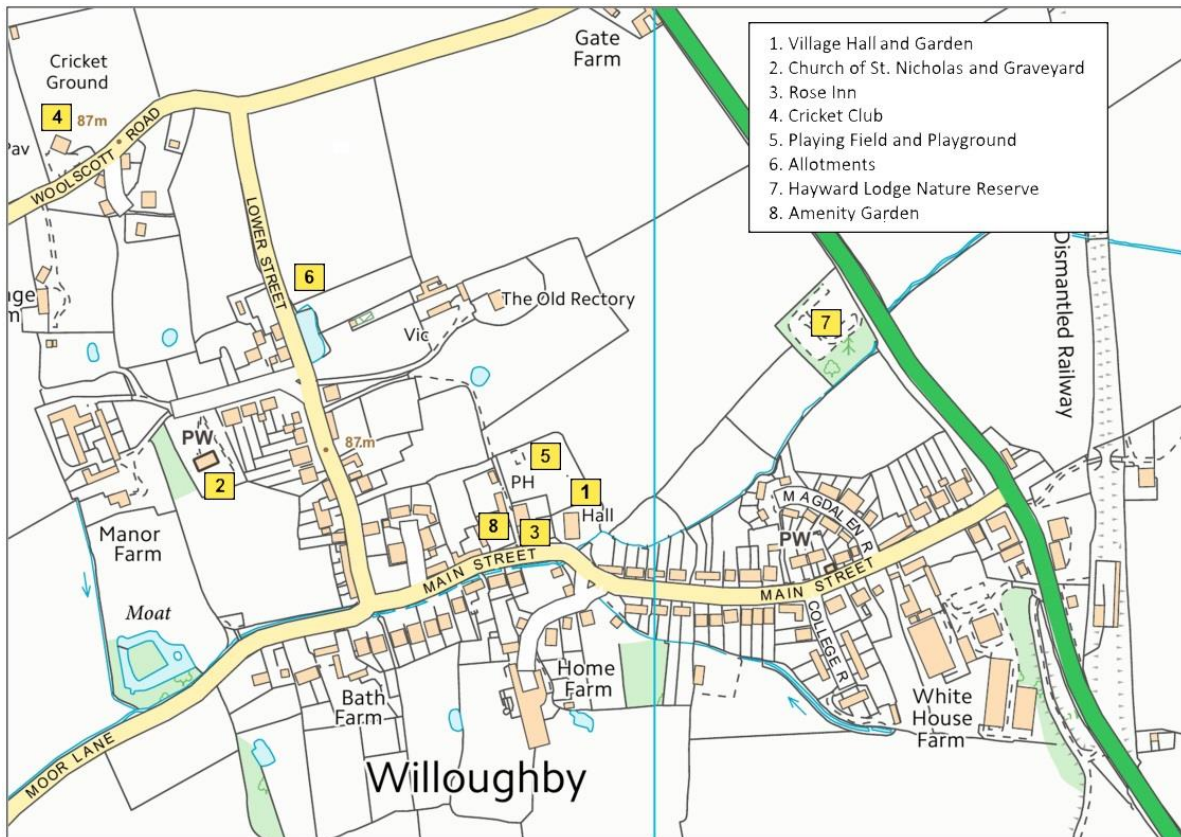 Gate
Farm
1. Village Hall and Garden
2. Church of St. Nicholas and Graveyard
3. Rose Inn
4. Cricket Club
5. Playing Field and Playground
6. Allotments
7. Hayward Lodge Nature Reserve
8. Amenity Garden
Cricket
Ground
4
87m
Pav
WOOLSCOTT ROAD
LOWER STREET
6
The Old Rectory
Vic
7
Dismantled Railway
nge
m
PW
2
87m
5
PH
1
Hall
8
3
MAGDALEN R
PW
Manor
Farm
Moat
MAIN STREET
MAIN STREET
COLLEGE R
Bath
Farm
Home
Farm
White
House
Farm
MOOR LANE
Willoughby